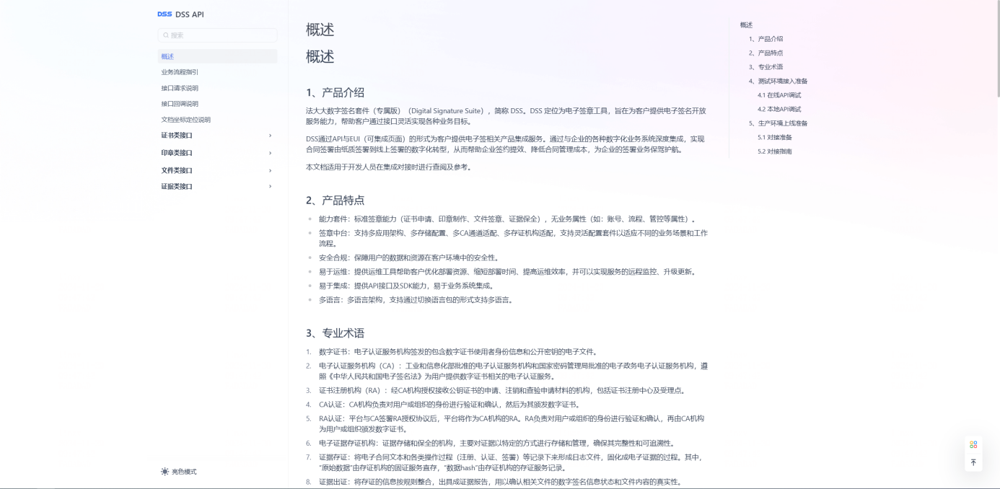 DSS DSS API
搜索
概述
业务流程指引
接口请求说明
接口回调说明
文档坐标定位说明
证书类接口
印章类接口
文件类接口
证据类接口
亮色模式
概述
概述
1、产品介绍
法大大数字签名套件（专属版）（Digital Signature Suite），简称 DSS。DSS 定位为电子签章工具，旨在为客户提供电子签名开放
服务能力，帮助客户通过接口灵活实现各种业务目标。
DSS通过API与EUI（可集成页面）的形式为客户提供电子签相关产品集成服务。通过与企业的各种数字化业务系统深度集成，实现
合同签署由纸质签署到线上签署的数字化转型，从而帮助企业签约提效、降低合同管理成本，为企业的签署业务保驾护航。
本文档适用于开发人员在集成对接时进行查阅及参考。
2、产品特点
能力套件：标准签章能力（证书申请、印章制作、文件签章、证据保全），无业务属性（如：账号、流程、管控等属性）。
签章中台：支持多应用架构、多存储配置、多CA通道适配、多存证机构适配，支持灵活配置套件以适应不同的业务场景和工作
流程。
安全合规：保障用户的数据和资源在客户环境中的安全性。
易于运维：提供运维工具帮助客户优化部署资源、缩短部署时间、提高运维效率，并可以实现服务的远程监控、升级更新。
易于集成：提供API接口及SDK能力，易于业务系统集成。
多语言：多语言架构，支持通过切换语言包的形式支持多语言。
3、专业术语
1. 数字证书：电子认证服务机构签发的包含数字证书使用者身份信息和公开密钥的电子文件。
2. 电子认证服务机构（CA）：工业和信息化部批准的电子认证服务机构和国家密码管理局批准的电子政务电子认证服务机构，遵
照《中华人民共和国电子签名法》为用户提供数字证书相关的电子认证服务。
3. 证书注册机构（RA）：经CA机构授权接收公钥证书的申请、注销和查验申请材料的机构，包括证书注册中心及受理点。
4. CA认证：CA机构负责对用户或组织的身份进行验证和确认，然后为其颁发数字证书。
5. RA认证：平台与CA签署RA授权协议后，平台将作为CA机构的RA。RA负责对用户或组织的身份进行验证和确认，再由CA机构
为用户或组织颁发数字证书。
6. 电子证据存证机构：证据存储和保全的机构，主要对证据以特定的方式进行存储和管理，确保其完整性和可追溯性。
7. 证据存证：将电子合同文本和各类操作过程（注册、认证、签署）等记录下来形成日志文件，固化成电子证据的过程。其中，
“原始数据”由存证机构的固证服务直存，“数据hash”由存证机构的存证服务记录。
8. 证据出证：将存证的信息按规则整合，出具成证据报告，用以确认相关文件的数字签名信息状态和文件内容的真实性。
概述
1、产品介绍
2、产品特点
3、专业术语
4、测试环境接入准备
4.1 在线API调试
4.2 本地API调试
5、生产环境上线准备
5.1 对接准备
5.2 对接指南